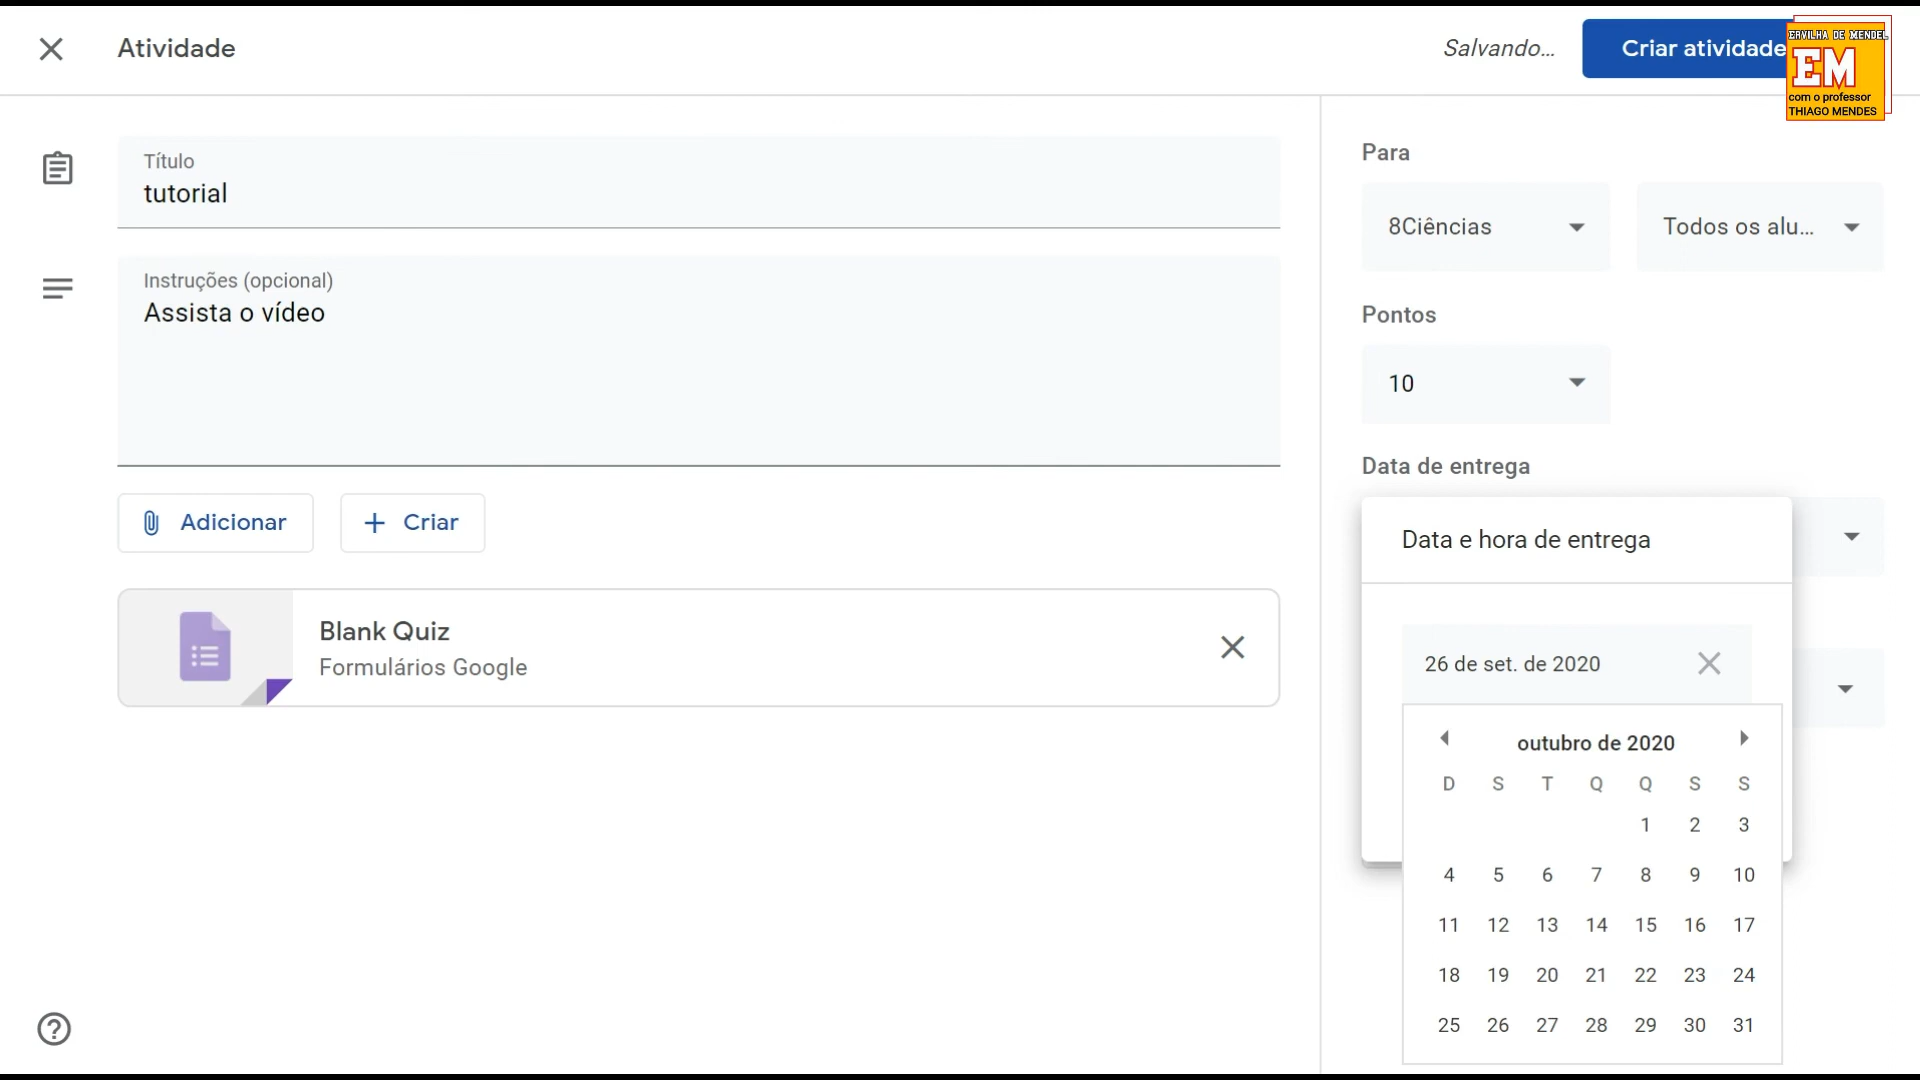 Atividade
Salvando...
Criar atividade
ERVILHA DE MENDEL
EM
com o professor
THIAGO MENDES
Título
tutorial
Instruções (opcional)
Assista o vídeo
Adicionar
Criar
Blank Quiz
Formulários Google
Para
8Ciências
Todos os alu...
Pontos
10
Data de entrega
Data e hora de entrega
26 de set. de 2020
outubro de 2020
D S T Q Q S S
1 2 3
4 5 6 7 8 9 10
11 12 13 14 15 16 17
18 19 20 21 22 23 24
25 26 27 28 29 30 31